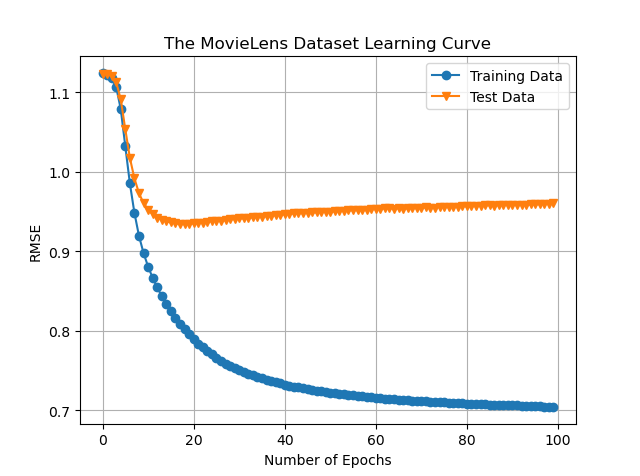 The MovieLens Dataset Learning Curve
Training Data
Test Data
RMSE
1.1
1.0
0.9
0.8
0.7
0
20
40
60
80
100
Number of Epochs